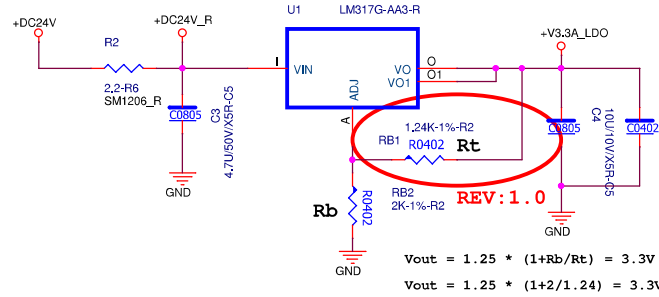 U1 LM317G-AA3-R
+DC24V +DC24V_R +V3.3A_LDO
R2
I VIN VO O
VO1 O1
ADJ
2.2-R6
SM1206_R
C0805
C3
4.7U/50V/X5R-C5
A
1.24K-1%-R2
RB1 R0402 Rt
C0805
C4
10U/10V/X5R-C5
C0402
GND
Rb
R0402
RB2
2K-1%-R2
REV:1.0
GND
GND
GND
Vout = 1.25 * (1+Rb/Rt) = 3.3V
Vout = 1.25 * (1+2/1.24) = 3.3V